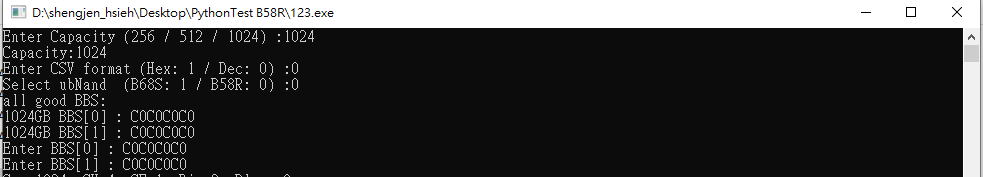 D:\shengjen_hsieh\Desktop\PythonTest B58R\123.exe
Enter Capacity (256 / 512 / 1024) :1024
Capacity:1024
Enter CSV format (Hex: 1 / Dec: 0) :0
Select ubNand  (B68S: 1 / B58R: 0) :0
all good BBS:
1024GB BBS[0] : C0C0C0C0
1024GB BBS[1] : C0C0C0C0
Enter BBS[0] : C0C0C0C0
Enter BBS[1] : C0C0C0C0